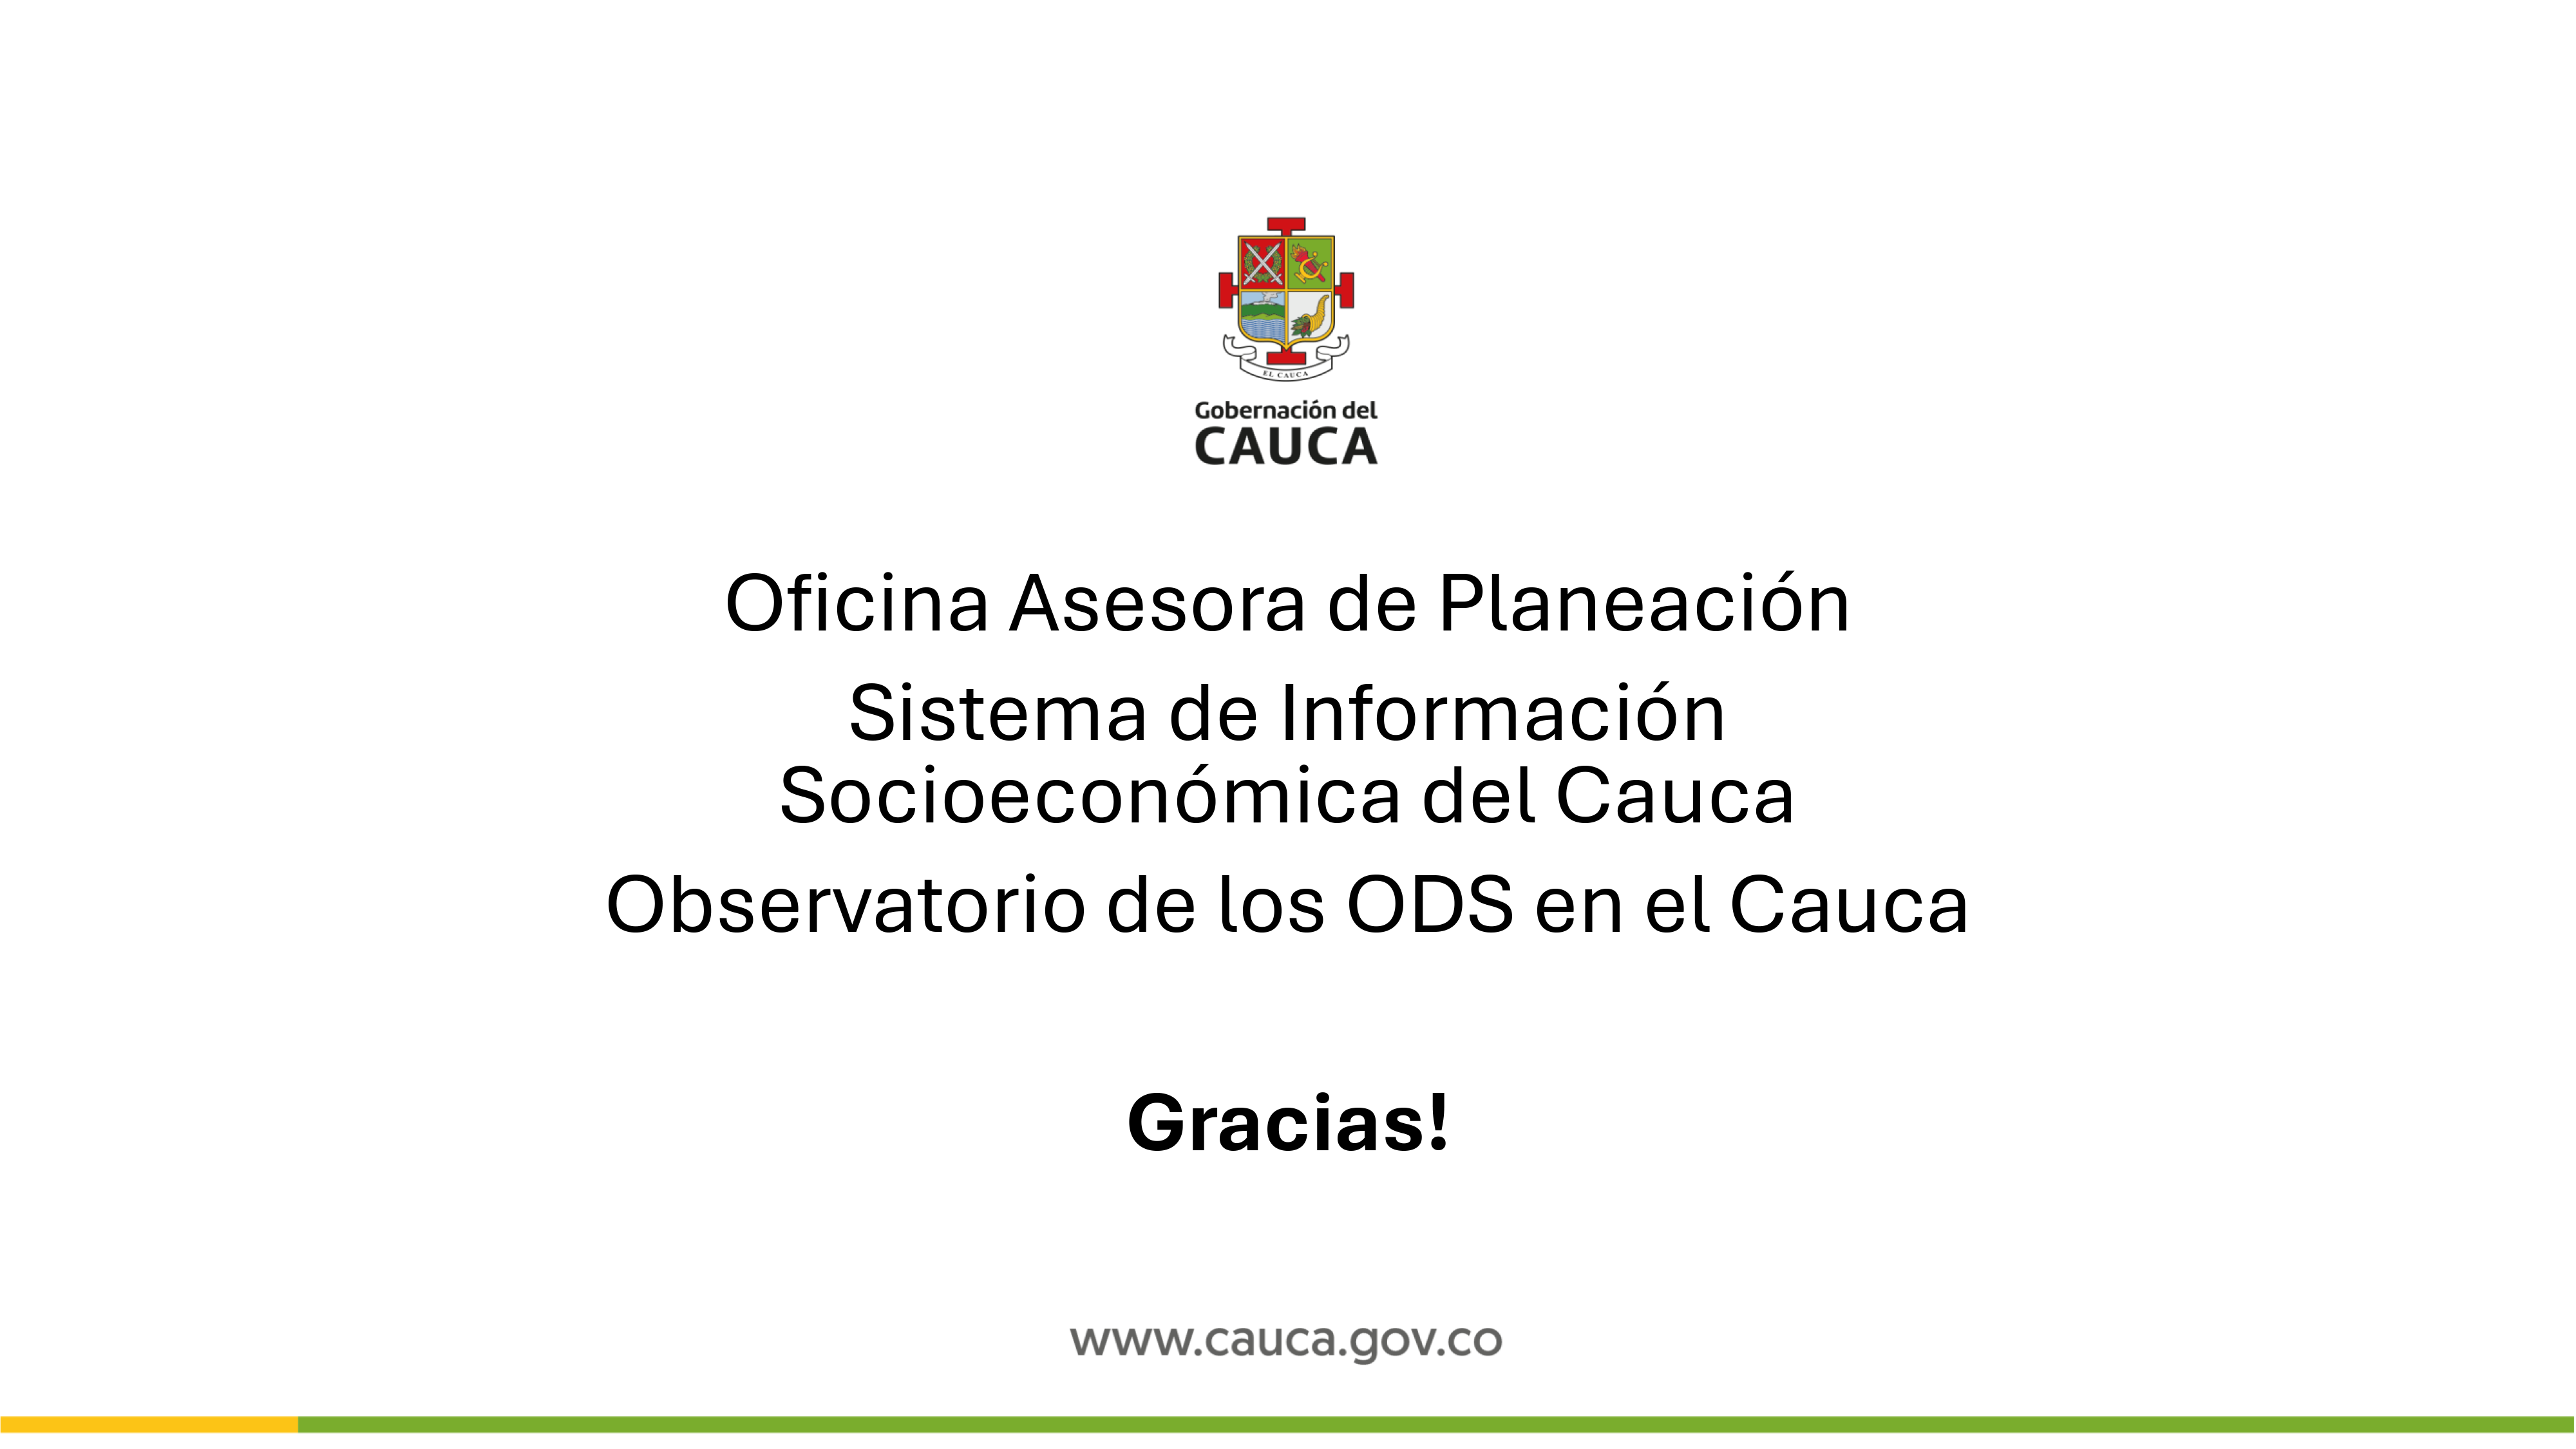 EL CAUCA
Gobernación del
CAUCA
Oficina Asesora de Planeación
Sistema de Información
Socioeconómica del Cauca
Observatorio de los ODS en el Cauca
Gracias!
www.cauca.gov.co